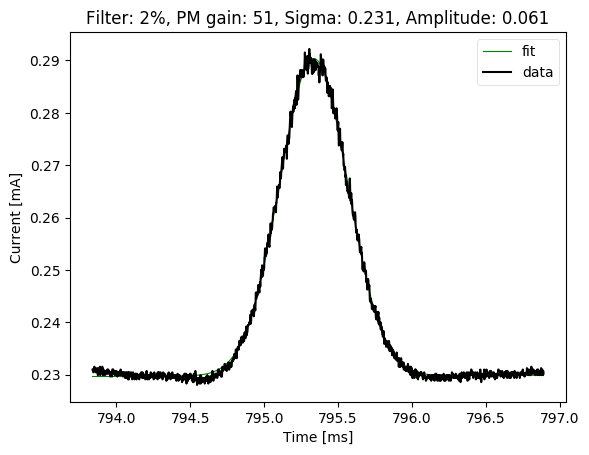 Filter: 2%, PM gain: 51, Sigma: 0.231, Amplitude: 0.061
fit
data
0.29
0.28
0.27
0.26
0.25
0.24
0.23
Current [mA]
794.0 794.5 795.0 795.5 796.0 796.5 797.0
Time [ms]